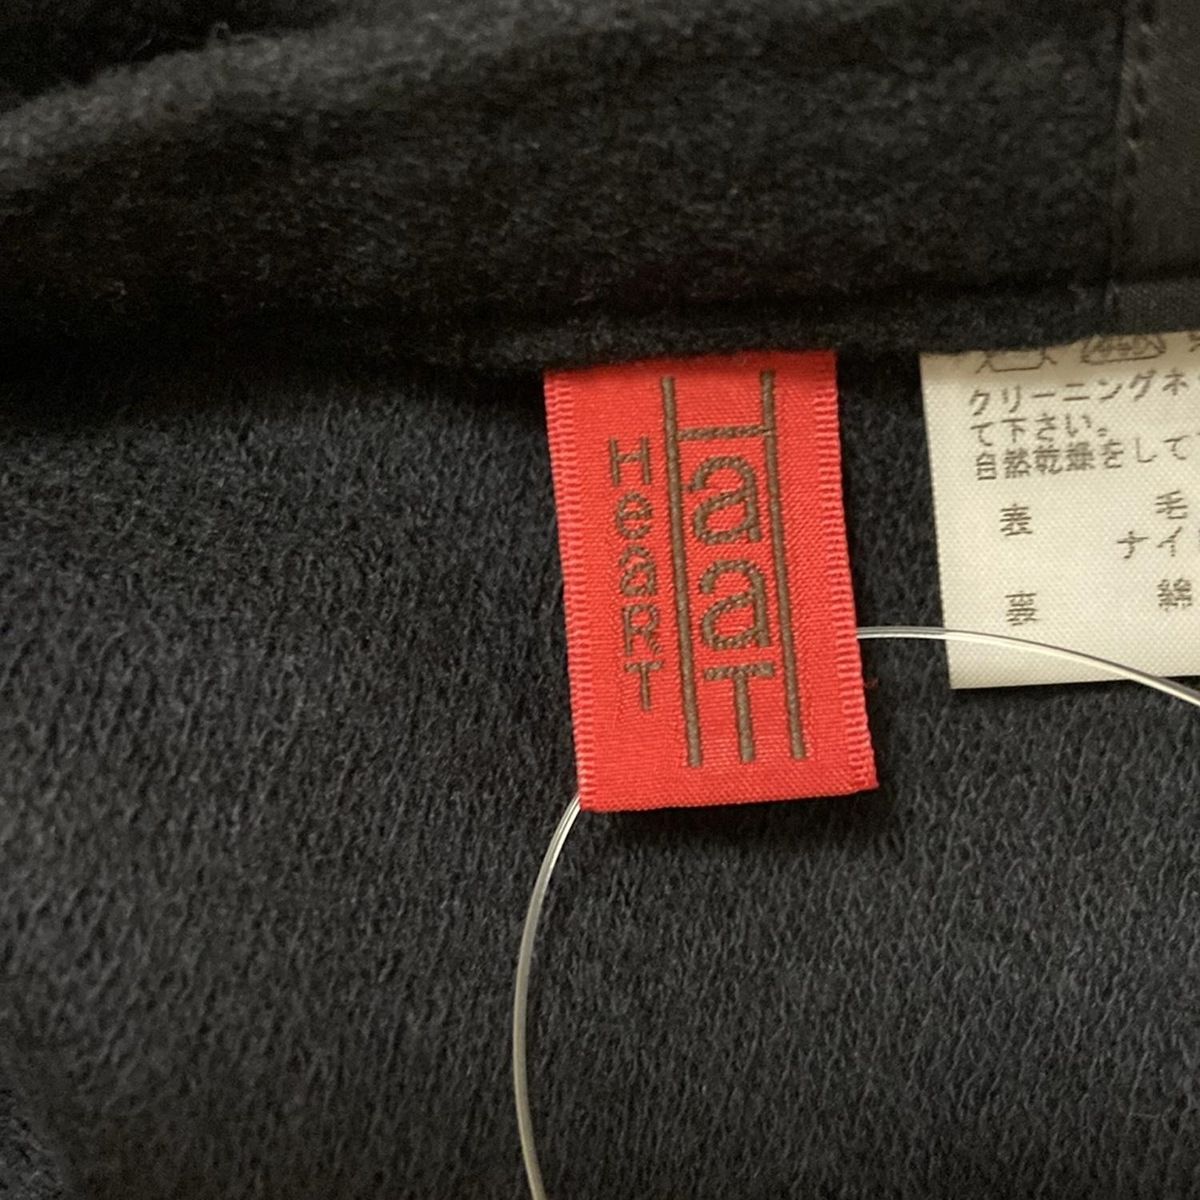 HaaT
HeaRT
クリーニングネ
て下さい。
自然乾燥をして
表 毛
ナイ
裏 綿